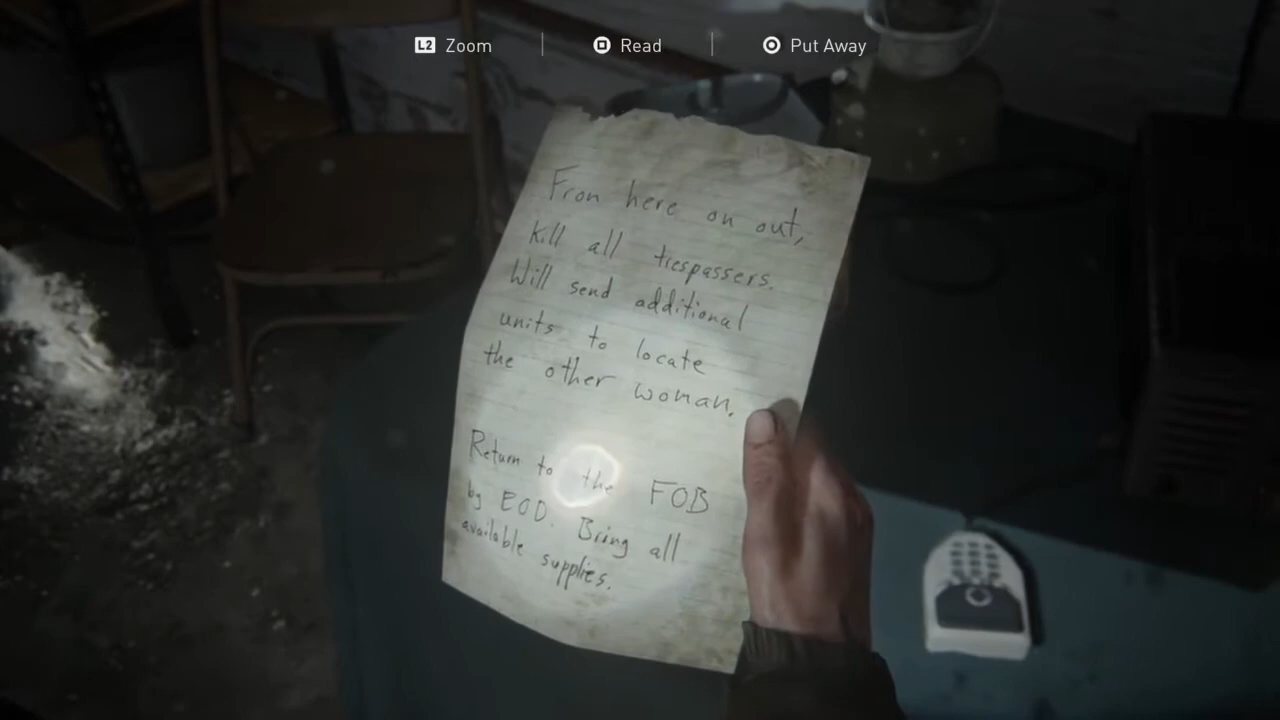 L2 Zoom | Read | Put Away
From here on out,
kill all trespassers.
Will send additional
units to locate
the other woman.
Return to the FOB
by EOD. Bring all
available supplies.